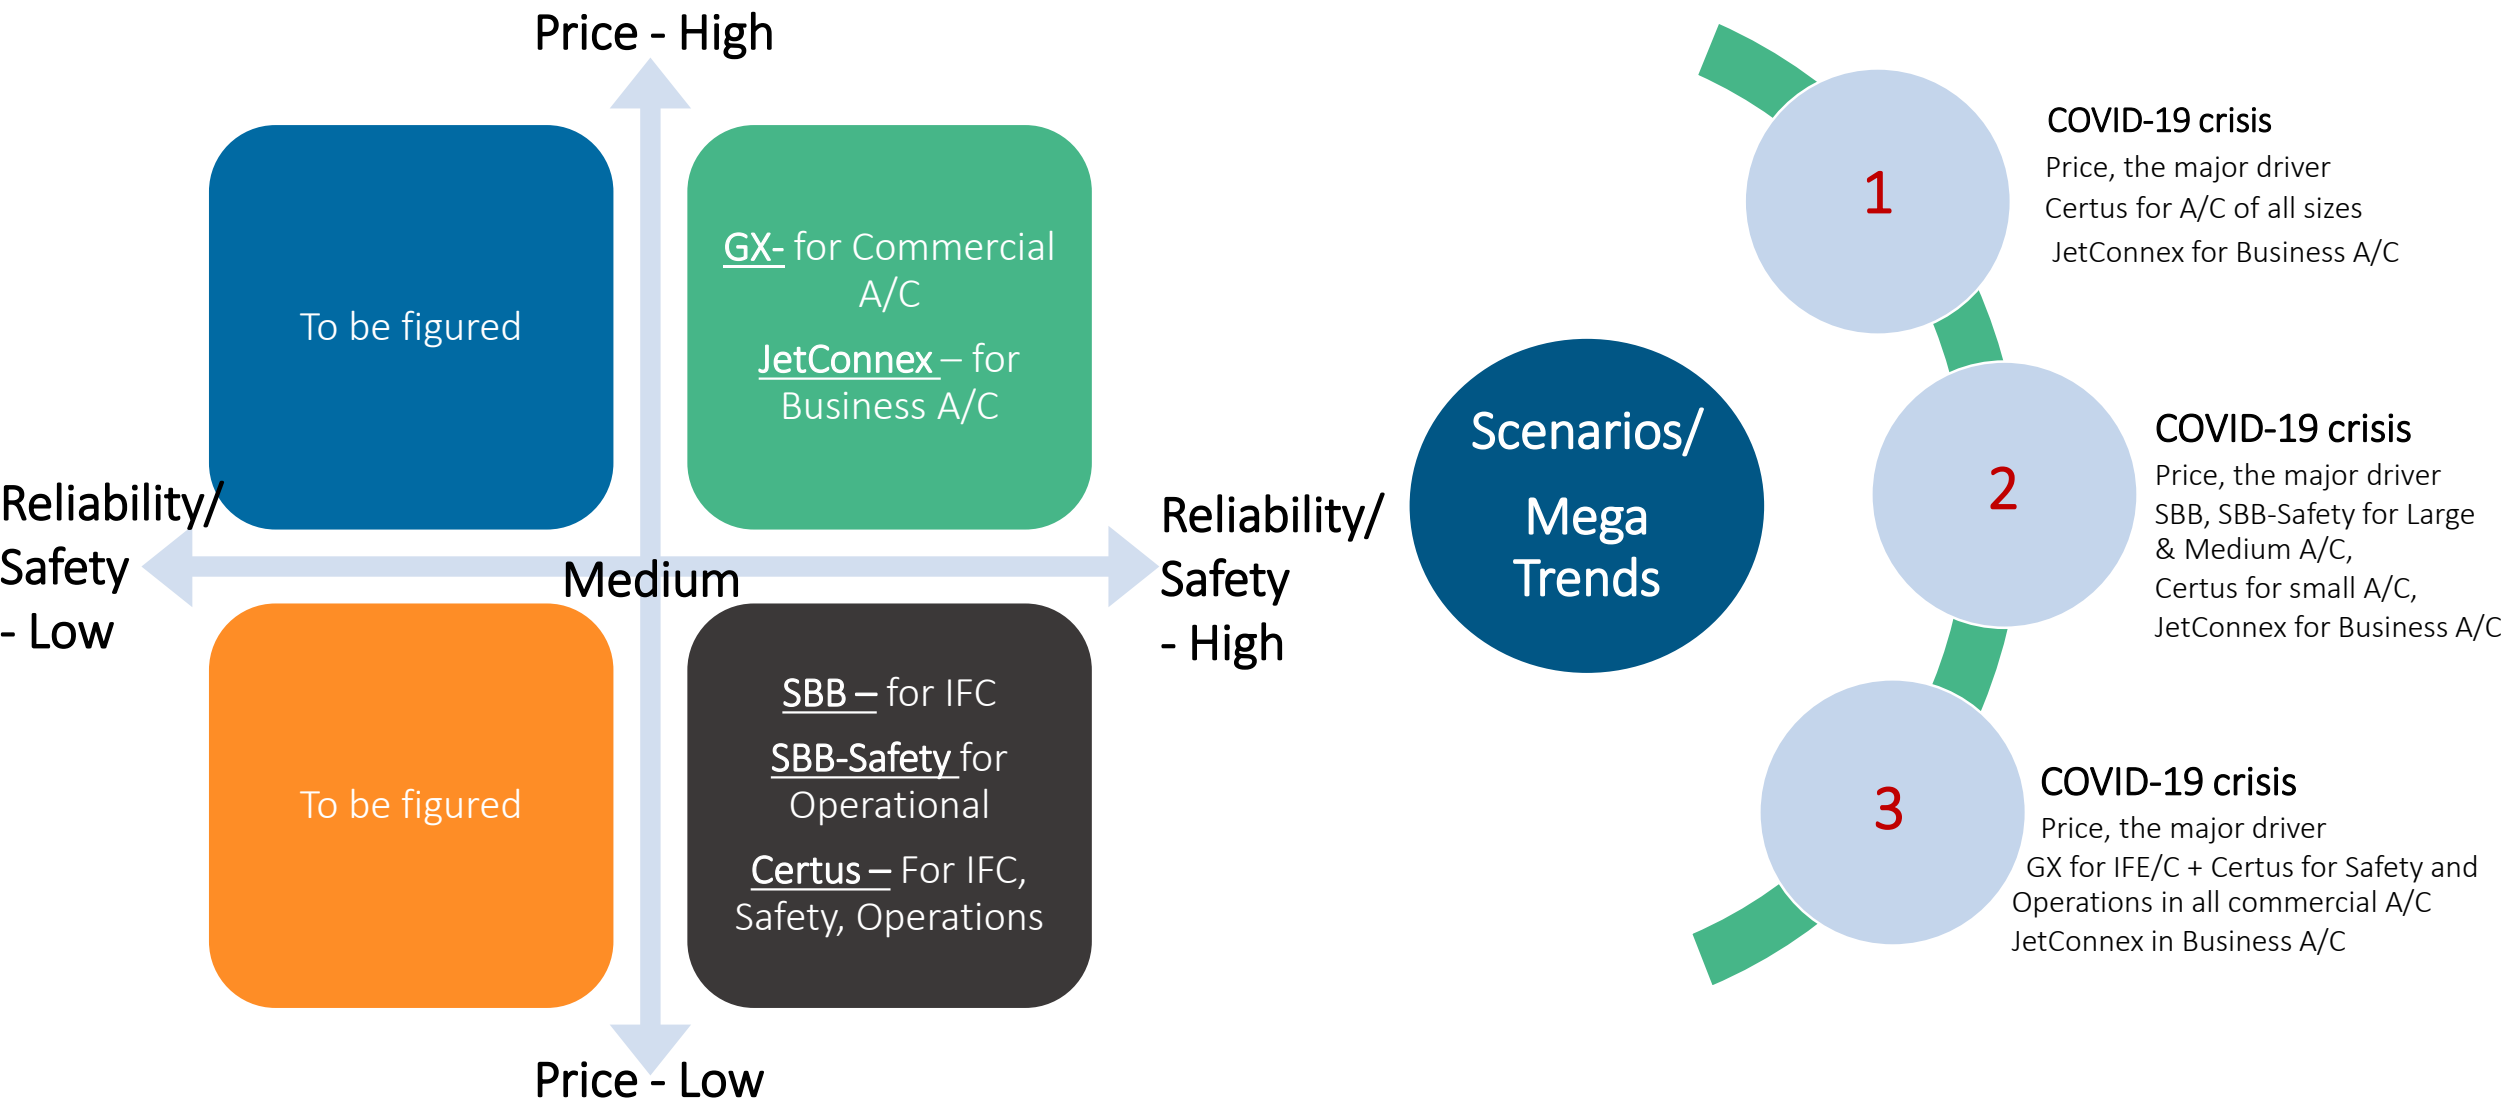 Price - High
To be figured
GX- for Commercial
A/C
JetConnex – for
Business A/C
Reliability/
Safety
- Low
Medium
Reliability/
Safety
- High
To be figured
SBB – for IFC
SBB-Safety for
Operational
Certus – For IFC,
Safety, Operations
Price - Low
Scenarios/
Mega
Trends
1
COVID-19 crisis
Price, the major driver
Certus for A/C of all sizes
JetConnex for Business A/C
2
COVID-19 crisis
Price, the major driver
SBB, SBB-Safety for Large
& Medium A/C,
Certus for small A/C,
JetConnex for Business A/C
3
COVID-19 crisis
Price, the major driver
GX for IFE/C + Certus for Safety and
Operations in all commercial A/C
JetConnex in Business A/C